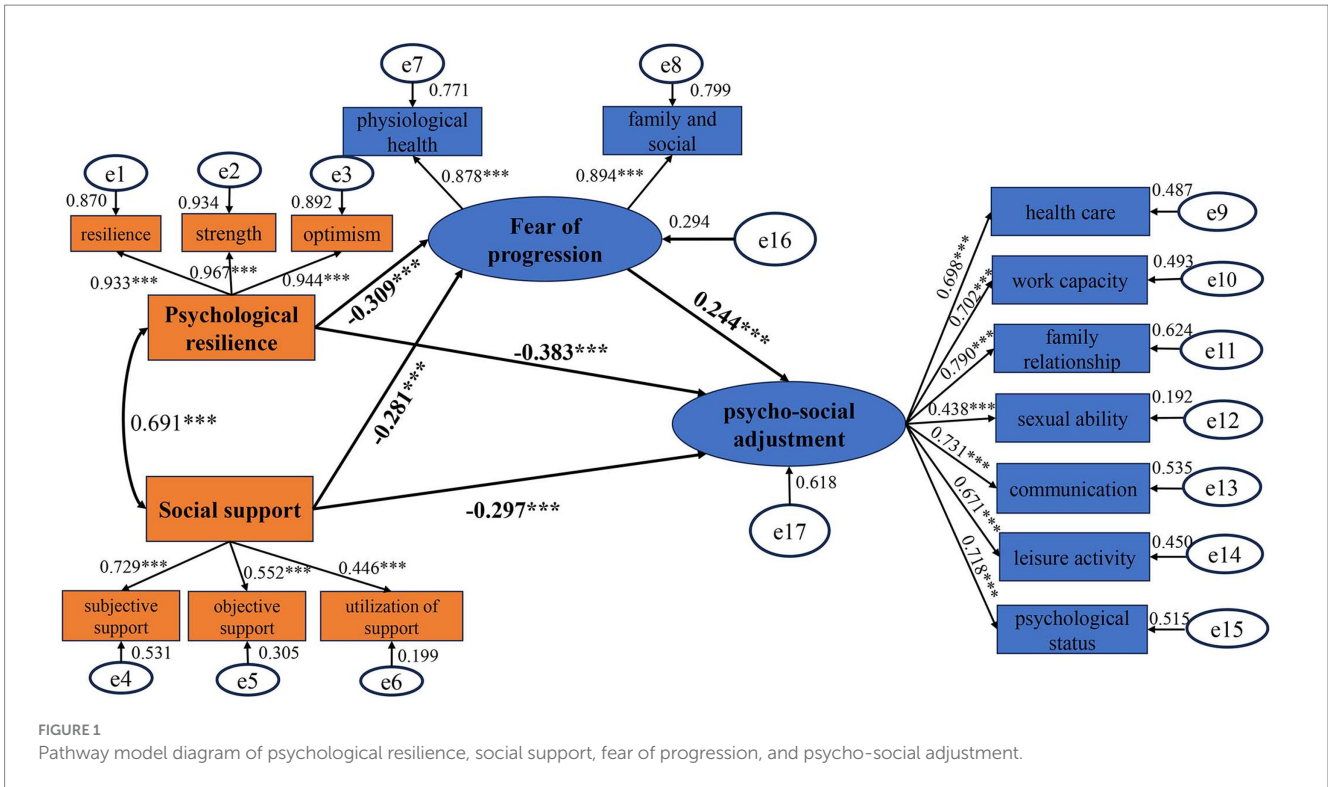 e7
0.771
e8
0.799
physiological
health
family and
social
e1
0.870
e2
0.934
e3
0.892
0.878***
0.894***
resilience
strength
optimism
0.933***
0.967***
0.944***
Fear of
progression
0.294
e16
Psychological
resilience
-0.309***
-0.383***
-0.281***
0.244***
0.691***
Social support
-0.297***
psycho-social
adjustment
0.618
e17
0.729***
0.552***
0.446***
subjective
support
objective
support
utilization of
support
0.531
0.305
0.199
e4
e5
e6
0.698***
0.702***
0.790***
0.438***
0.731***
0.671***
0.718***
health care
0.487
e9
work capacity
0.493
e10
family
relationship
0.624
e11
sexual ability
0.192
e12
communication
0.535
e13
leisure activity
0.450
e14
psychological
status
0.515
e15
FIGURE 1
Pathway model diagram of psychological resilience, social support, fear of progression, and psycho-social adjustment.